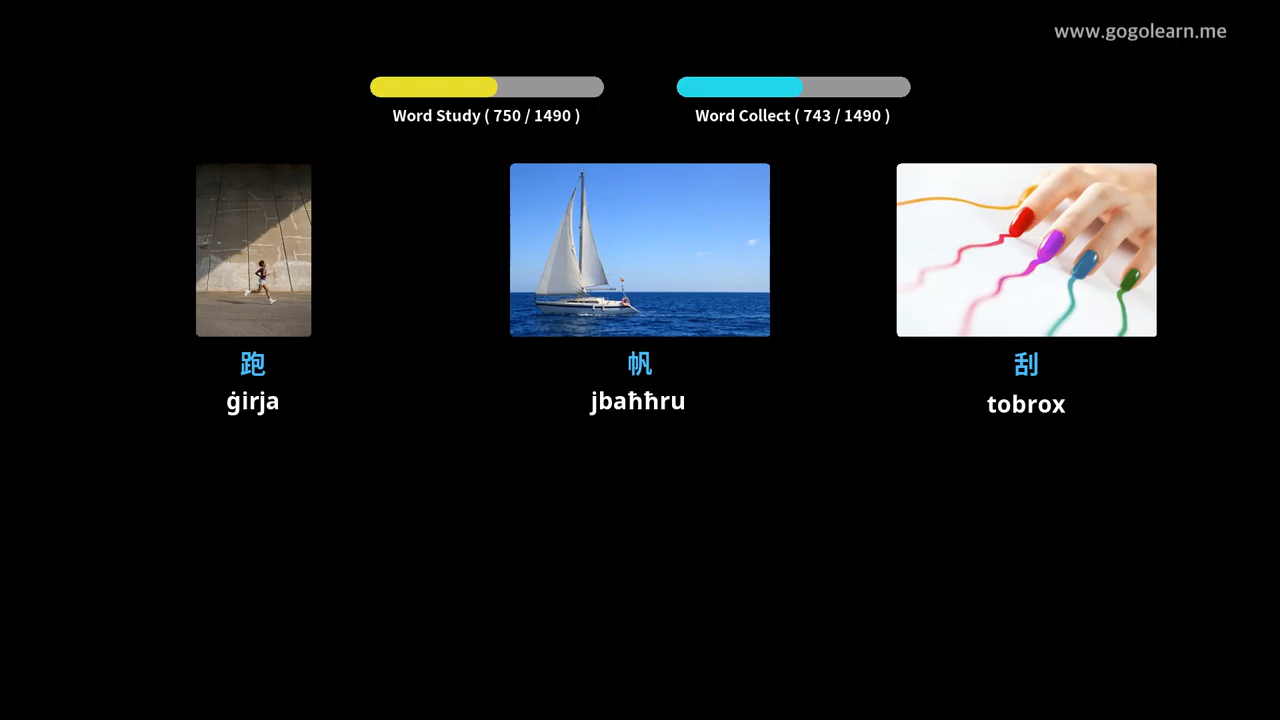 www.gogolearn.me
Word Study ( 750 / 1490 )
Word Collect ( 743 / 1490 )
跑
ġirja
帆
jbaħħru
刮
tobrox